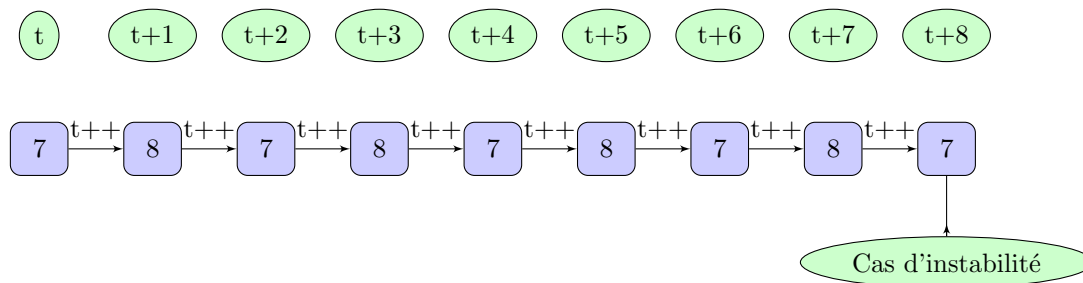 t t+1 t+2 t+3 t+4 t+5 t+6 t+7 t+8
t++ t++ t++ t++ t++ t++ t++ t++
7 8 7 8 7 8 7 8 7
Cas d'instabilité